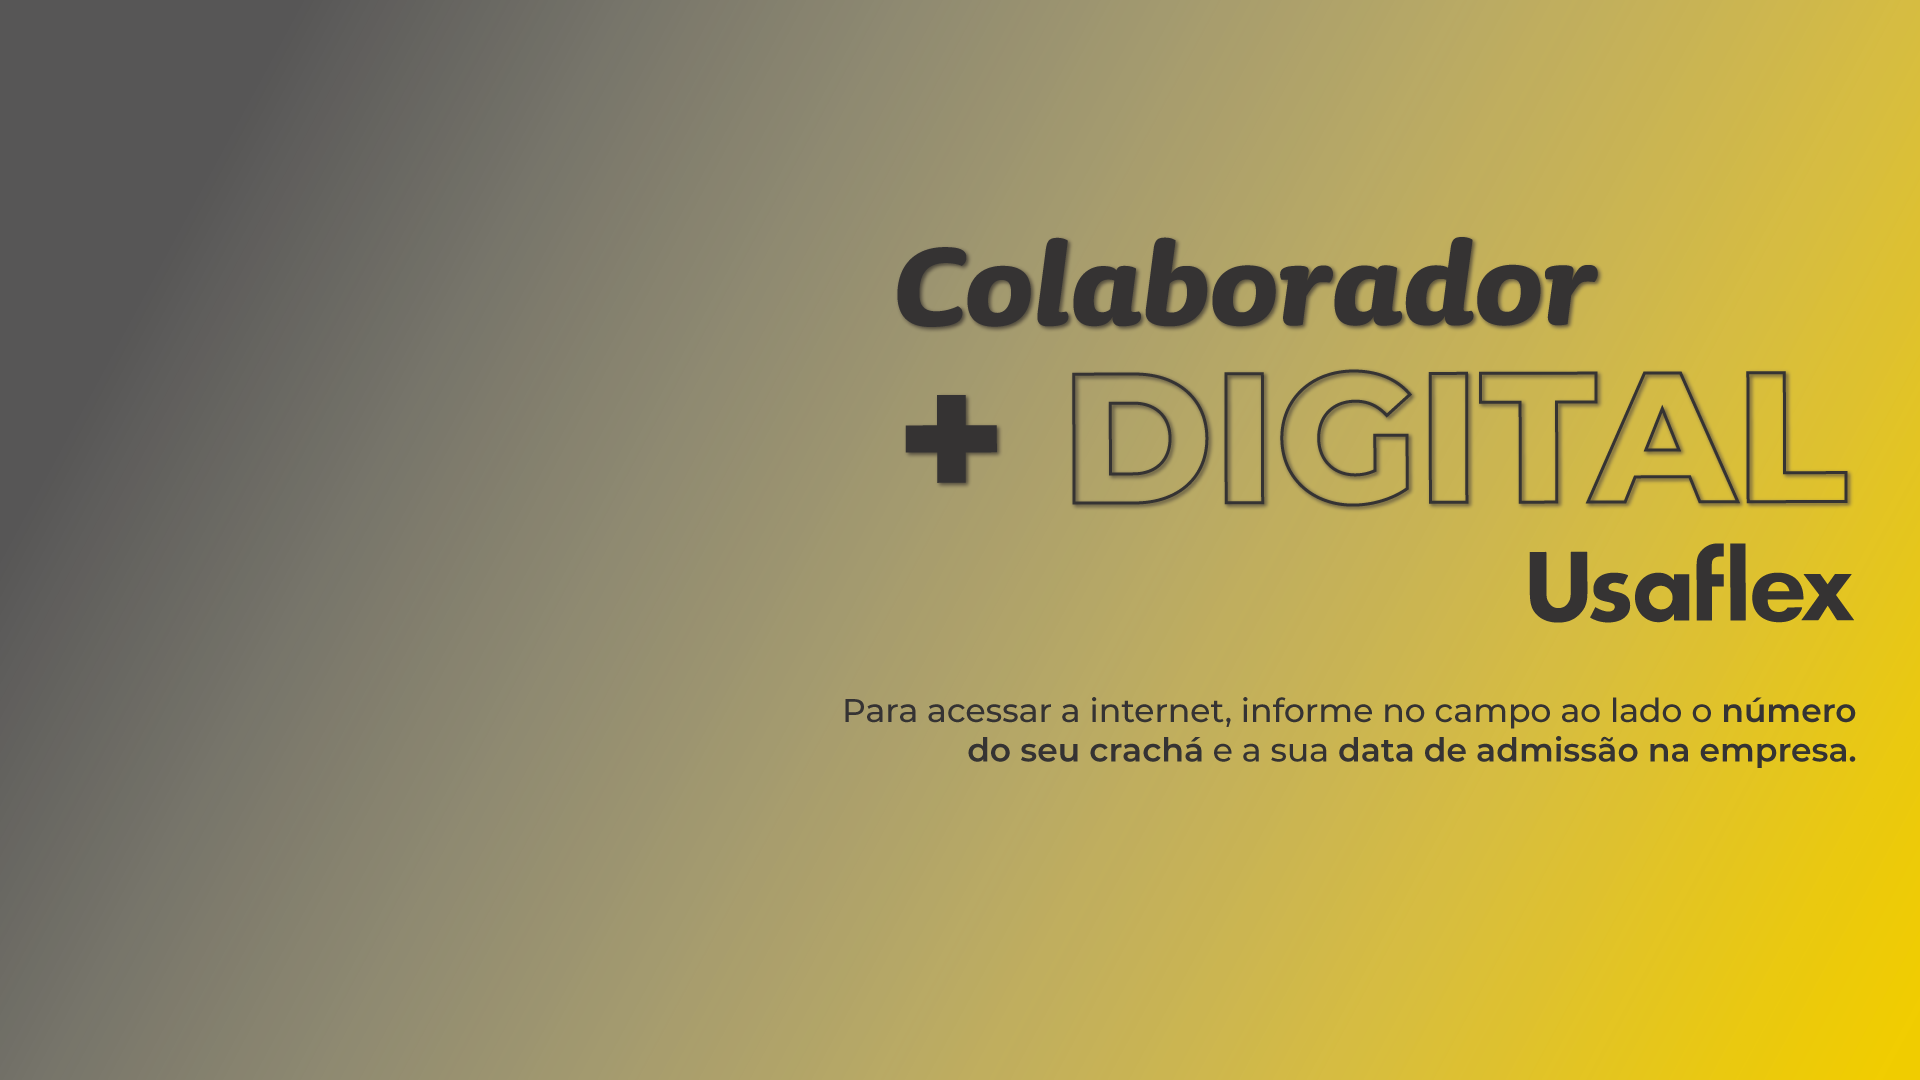 Colaborador
+ DIGITAL
Usaflex
Para acessar a internet, informe no campo ao lado o número
do seu crachá e a sua data de admissão na empresa.